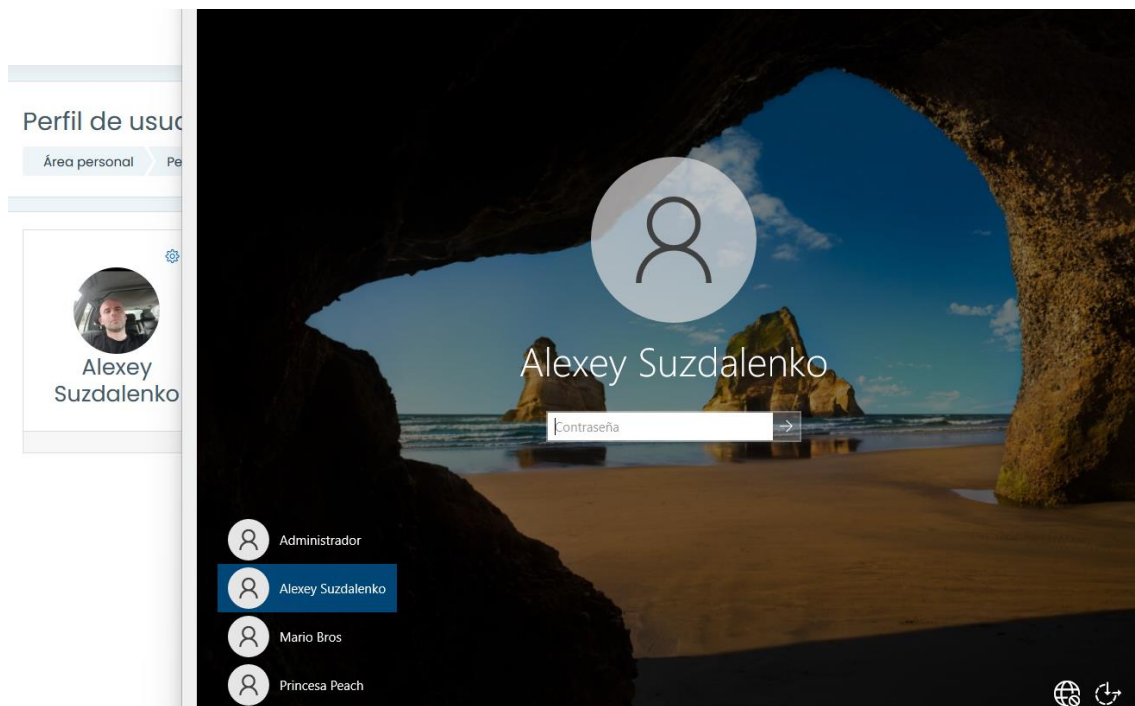 Perfil de usuc
Área personal
Pe
Alexey
Suzdalenko
Alexey Suzdalenko
Contraseña
Administrador
Alexey Suzdalenko
Mario Bros
Princesa Peach